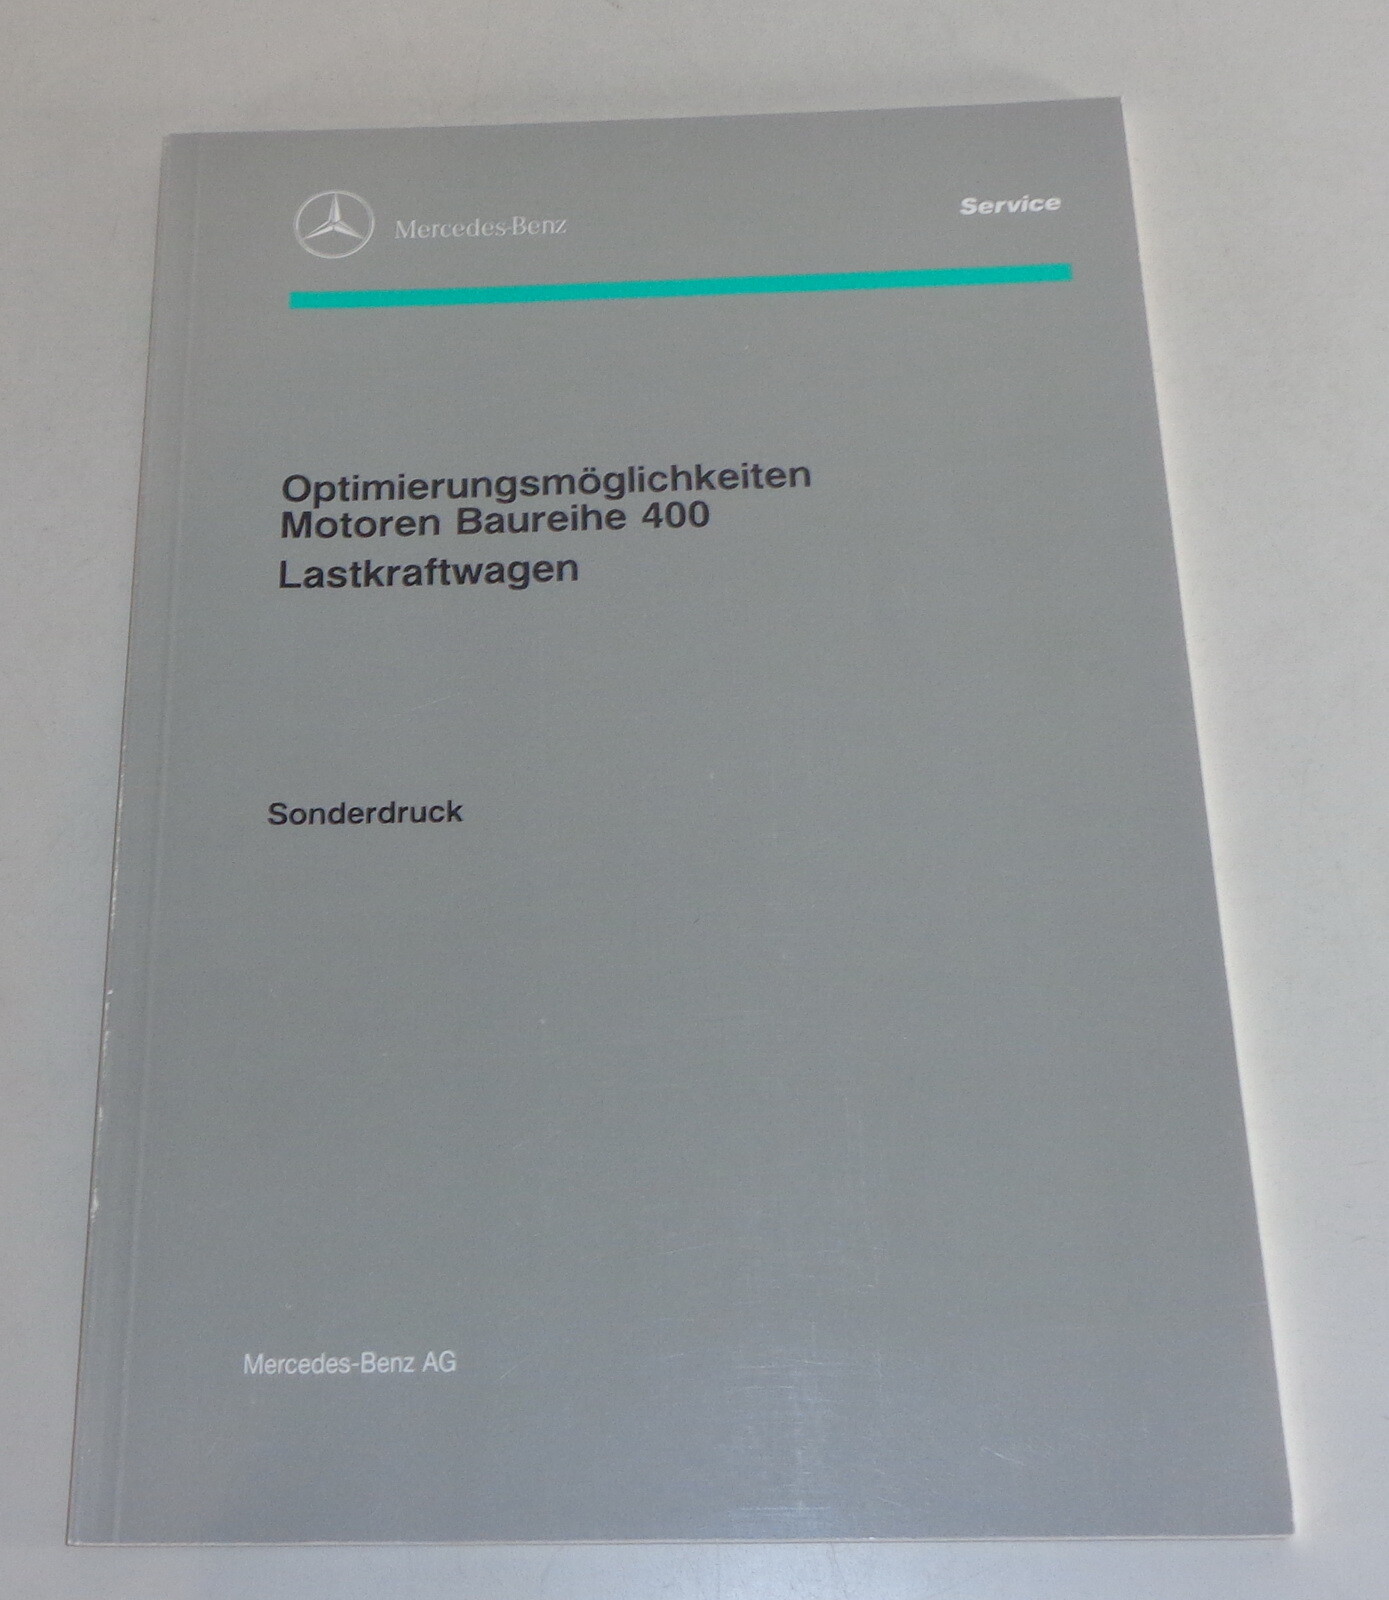 Mercedes-Benz
Service
Optimierungsmöglichkeiten
Motoren Baureihe 400
Lastkraftwagen
Sonderdruck
Mercedes-Benz AG